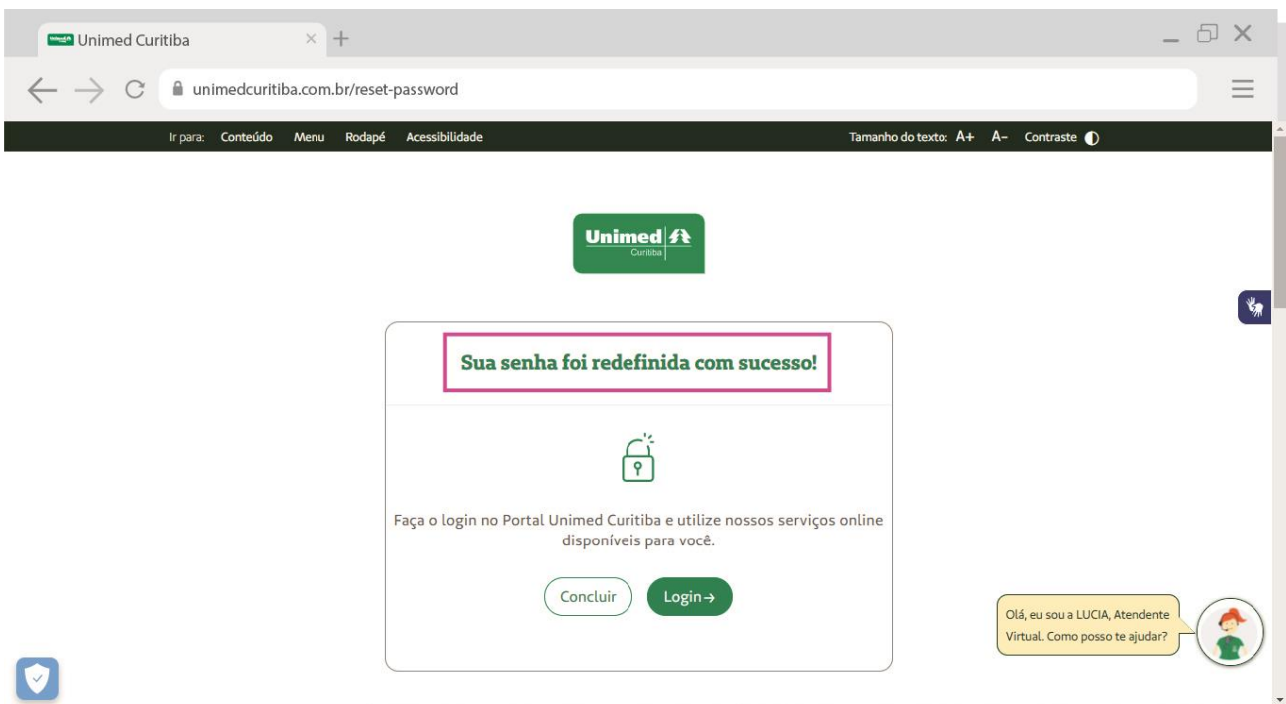 Unimed Curitiba
unimedcuritiba.com.br/reset-password
Ir para: Conteúdo Menu Rodapé Acessibilidade Tamanho do texto: A+ A- Contraste
Unimed
Curitiba
Sua senha foi redefinida com sucesso!
Faça o login no Portal Unimed Curitiba e utilize nossos serviços online
disponíveis para você.
Concluir Login→
Olá, eu sou a LUCIA, Atendente
Virtual. Como posso te ajudar?